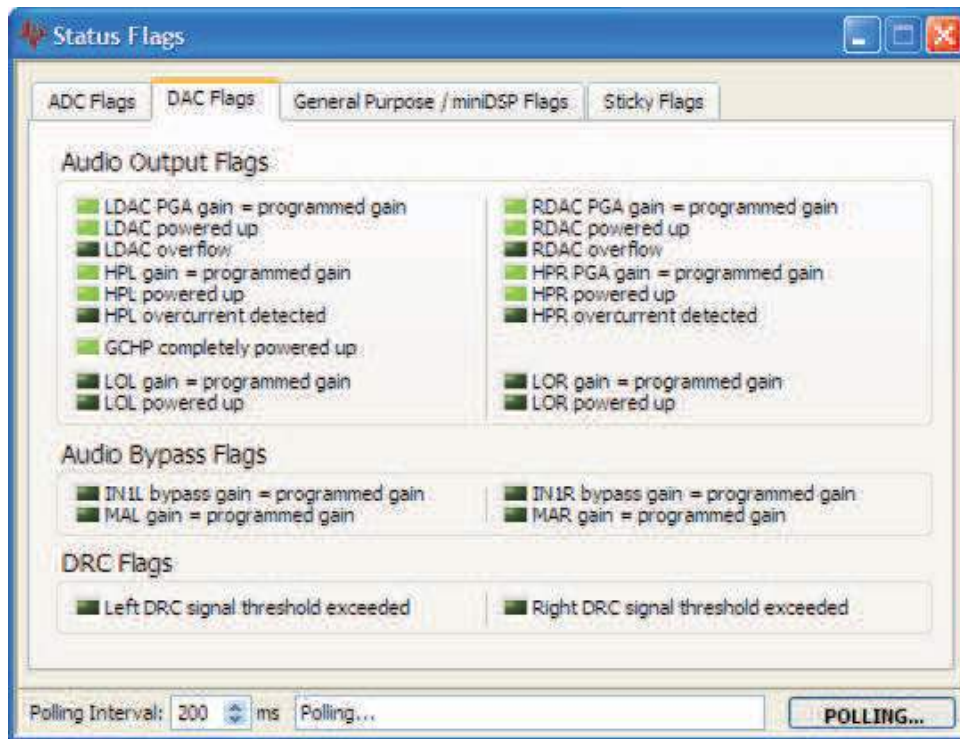 Status Flags
ADC Flags
DAC Flags
General Purpose / miniDSP Flags
Sticky Flags
Audio Output Flags
LDAC PGA gain = programmed gain
LDAC powered up
LDAC overflow
HPL gain = programmed gain
HPL powered up
HPL overcurrent detected
GCHP completely powered up
LOL gain = programmed gain
LOL powered up
RDAC PGA gain = programmed gain
RDAC powered up
RDAC overflow
HPR PGA gain = programmed gain
HPR powered up
HPR overcurrent detected
LOR gain = programmed gain
LOR powered up
Audio Bypass Flags
IN1L bypass gain = programmed gain
MAL gain = programmed gain
IN1R bypass gain = programmed gain
MAR gain = programmed gain
DRC Flags
Left DRC signal threshold exceeded
Right DRC signal threshold exceeded
Polling Interval: 200 ms Polling...
POLLING...